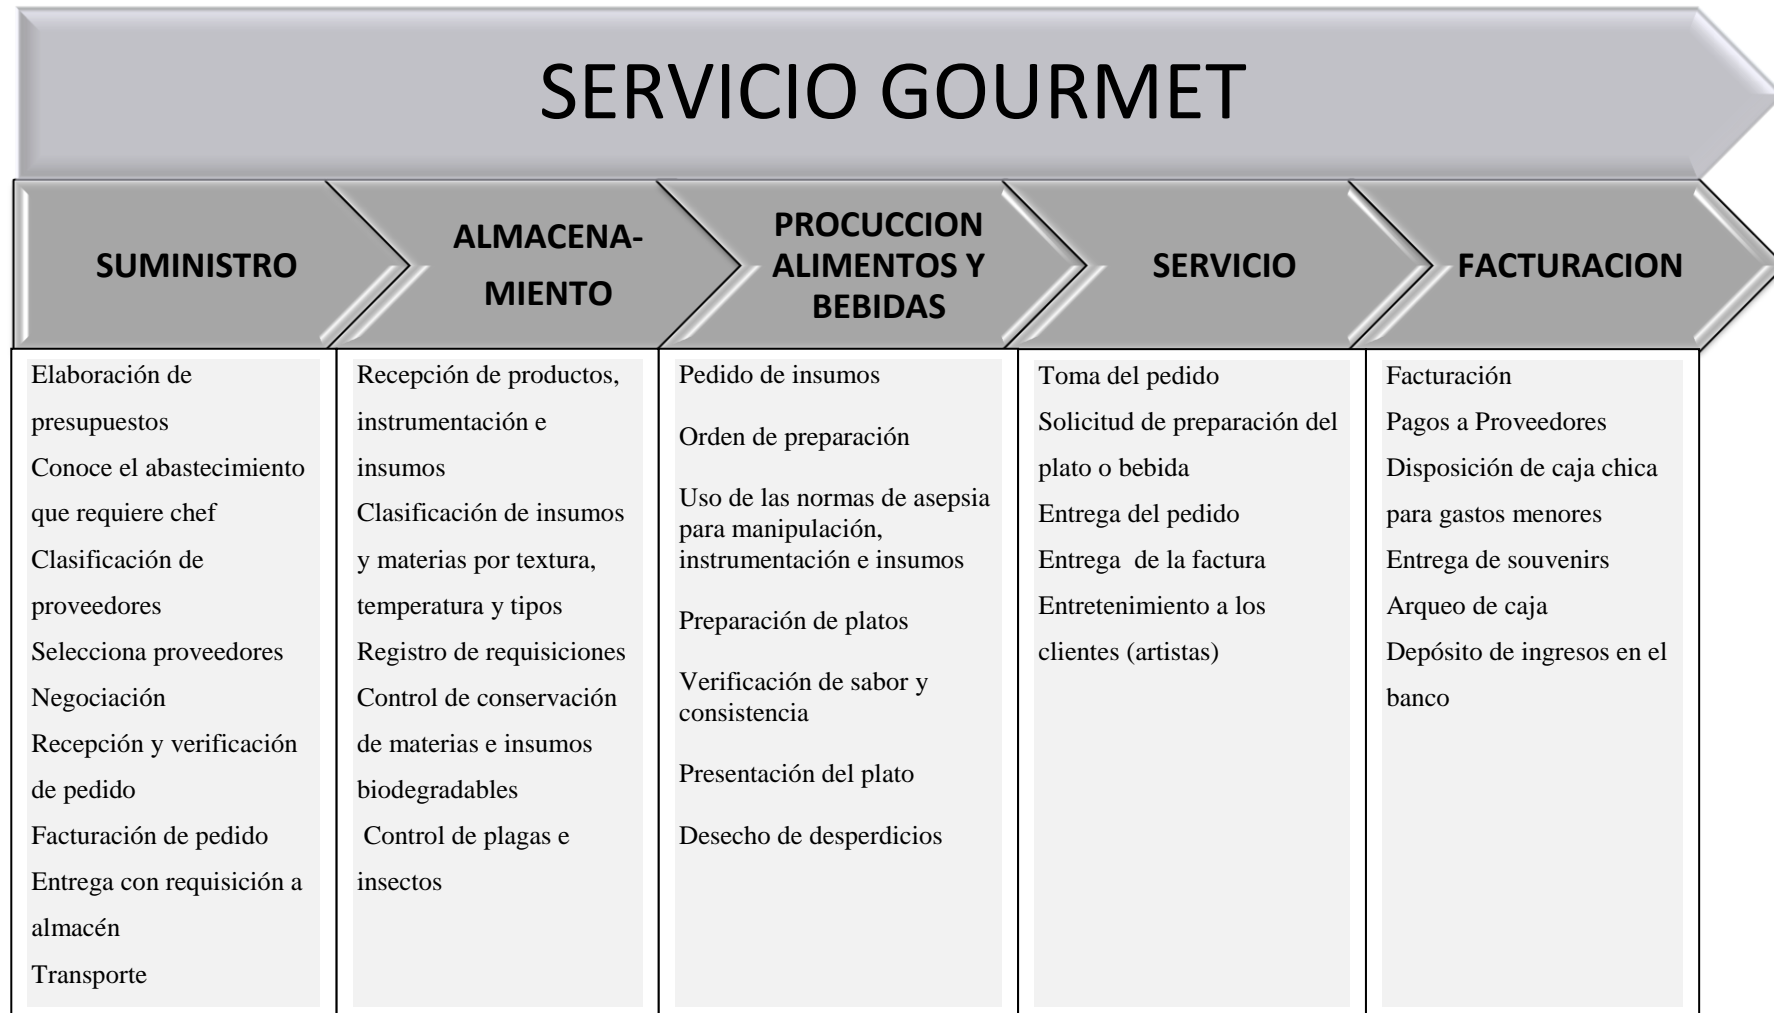 SERVICIO GOURMET
SUMINISTRO
ALMACENA-
MIENTO
PROCUCCION
ALIMENTOS Y
BEBIDAS
SERVICIO
FACTURACION
Elaboración de
presupuestos
Conoce el abastecimiento
que requiere chef
Clasificación de
proveedores
Selecciona proveedores
Negociación
Recepción y verificación
de pedido
Facturación de pedido
Entrega con requisición a
almacén
Transporte
Recepción de productos,
instrumentación e
insumos
Clasificación de insumos
y materias por textura,
temperatura y tipos
Registro de requisiciones
Control de conservación
de materias e insumos
biodegradables
Control de plagas e
insectos
Pedido de insumos
Orden de preparación
Uso de las normas de asepsia
para manipulación,
instrumentación e insumos
Preparación de platos
Verificación de sabor y
consistencia
Presentación del plato
Desecho de desperdicios
Toma del pedido
Solicitud de preparación del
plato o bebida
Entrega del pedido
Entrega  de la factura
Entretenimiento a los
clientes (artistas)
Facturación
Pagos a Proveedores
Disposición de caja chica
para gastos menores
Entrega de souvenirs
Arqueo de caja
Depósito de ingresos en el
banco